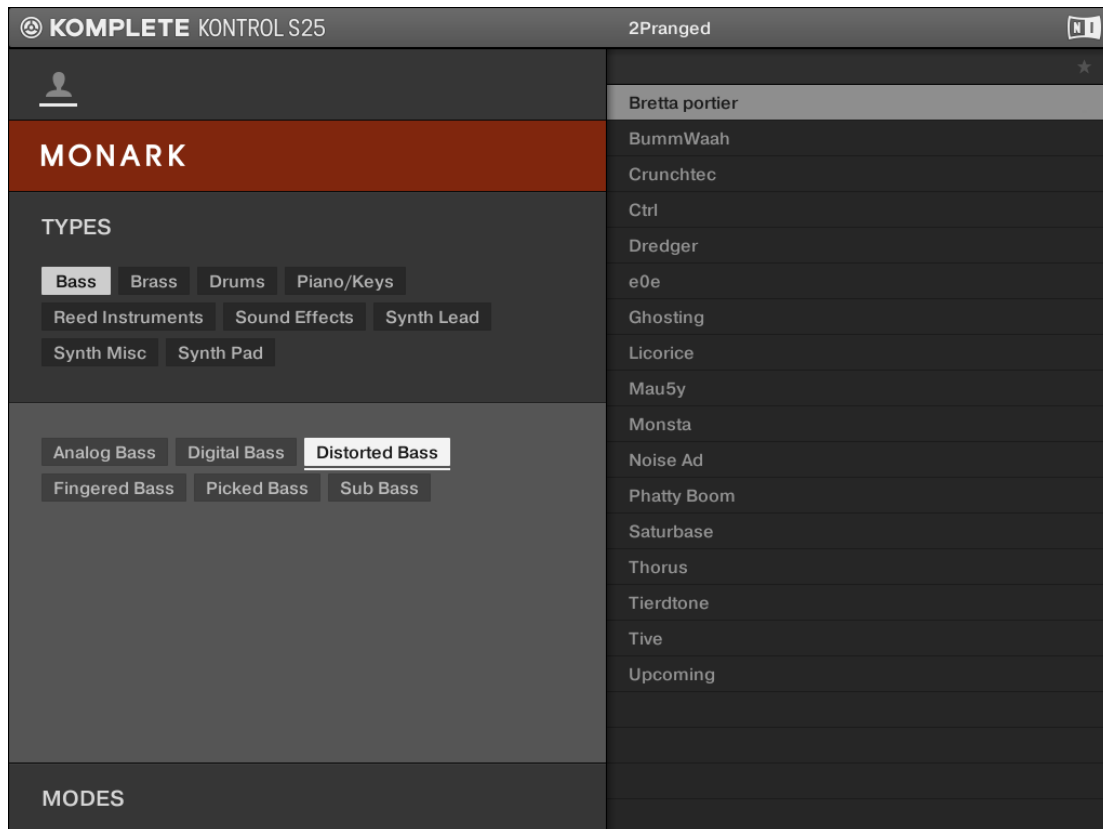 KOMPLETE KONTROL S25
2Pranged
NI
MONARK
TYPES
Bass Brass Drums Piano/Keys
Reed Instruments Sound Effects Synth Lead
Synth Misc Synth Pad
Analog Bass Digital Bass Distorted Bass
Fingered Bass Picked Bass Sub Bass
MODES
Bretta portier
BummWaah
Crunchtec
Ctrl
Dredger
e0e
Ghosting
Licorice
Mau5y
Monsta
Noise Ad
Phatty Boom
Saturbase
Thorus
Tierdtone
Tive
Upcoming